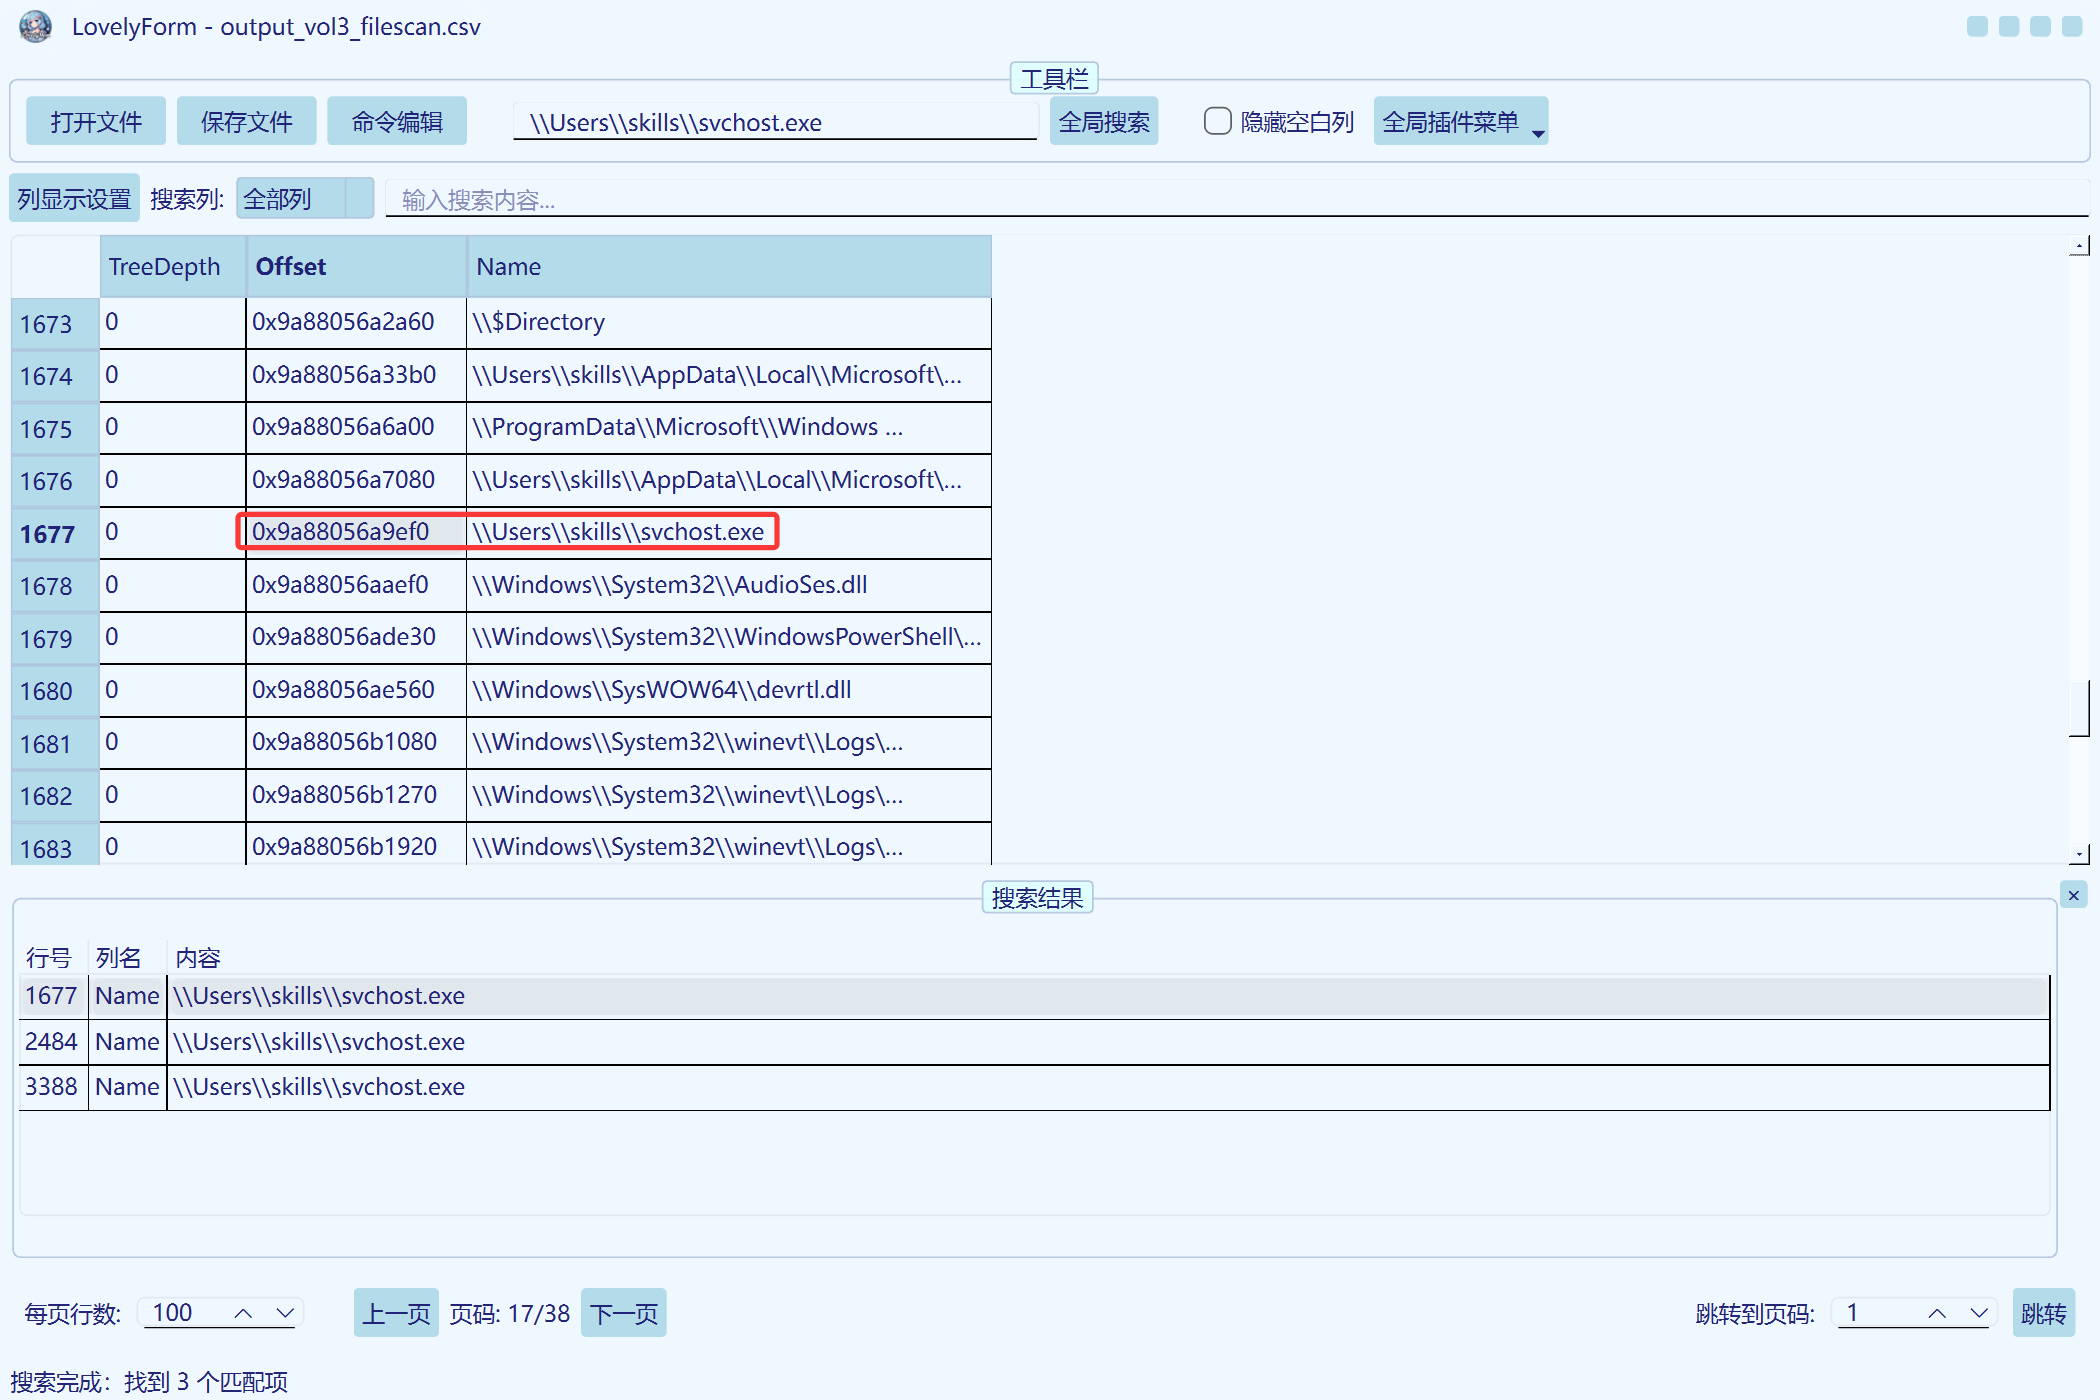 LovelyForm - output_vol3_filescan.csv
工具栏
打开文件 保存文件 命令编辑 \\Users\\skills\\svchost.exe 全局搜索 隐藏空白列 全局插件菜单
列显示设置 搜索列: 全部列 输入搜索内容...
TreeDepth Offset Name
1673 0 0x9a88056a2a60 \\$Directory
1674 0 0x9a88056a33b0 \\Users\\skills\\AppData\\Local\\Microsoft\...
1675 0 0x9a88056a6a00 \\ProgramData\\Microsoft\\Windows ...
1676 0 0x9a88056a7080 \\Users\\skills\\AppData\\Local\\Microsoft\...
1677 0 0x9a88056a9ef0 \\Users\\skills\\svchost.exe
1678 0 0x9a88056aaef0 \\Windows\\System32\\AudioSes.dll
1679 0 0x9a88056ade30 \\Windows\\System32\\WindowsPowerShell\...
1680 0 0x9a88056ae560 \\Windows\\SysWOW64\\devrtl.dll
1681 0 0x9a88056b1080 \\Windows\\System32\\winevt\\Logs\...
1682 0 0x9a88056b1270 \\Windows\\System32\\winevt\\Logs\...
1683 0 0x9a88056b1920 \\Windows\\System32\\winevt\\Logs\...
搜索结果
行号 列名 内容
1677 Name \\Users\\skills\\svchost.exe
2484 Name \\Users\\skills\\svchost.exe
3388 Name \\Users\\skills\\svchost.exe
每页行数: 100 上一页 页码: 17/38 下一页 跳转到页码: 1 跳转
搜索完成: 找到 3 个匹配项